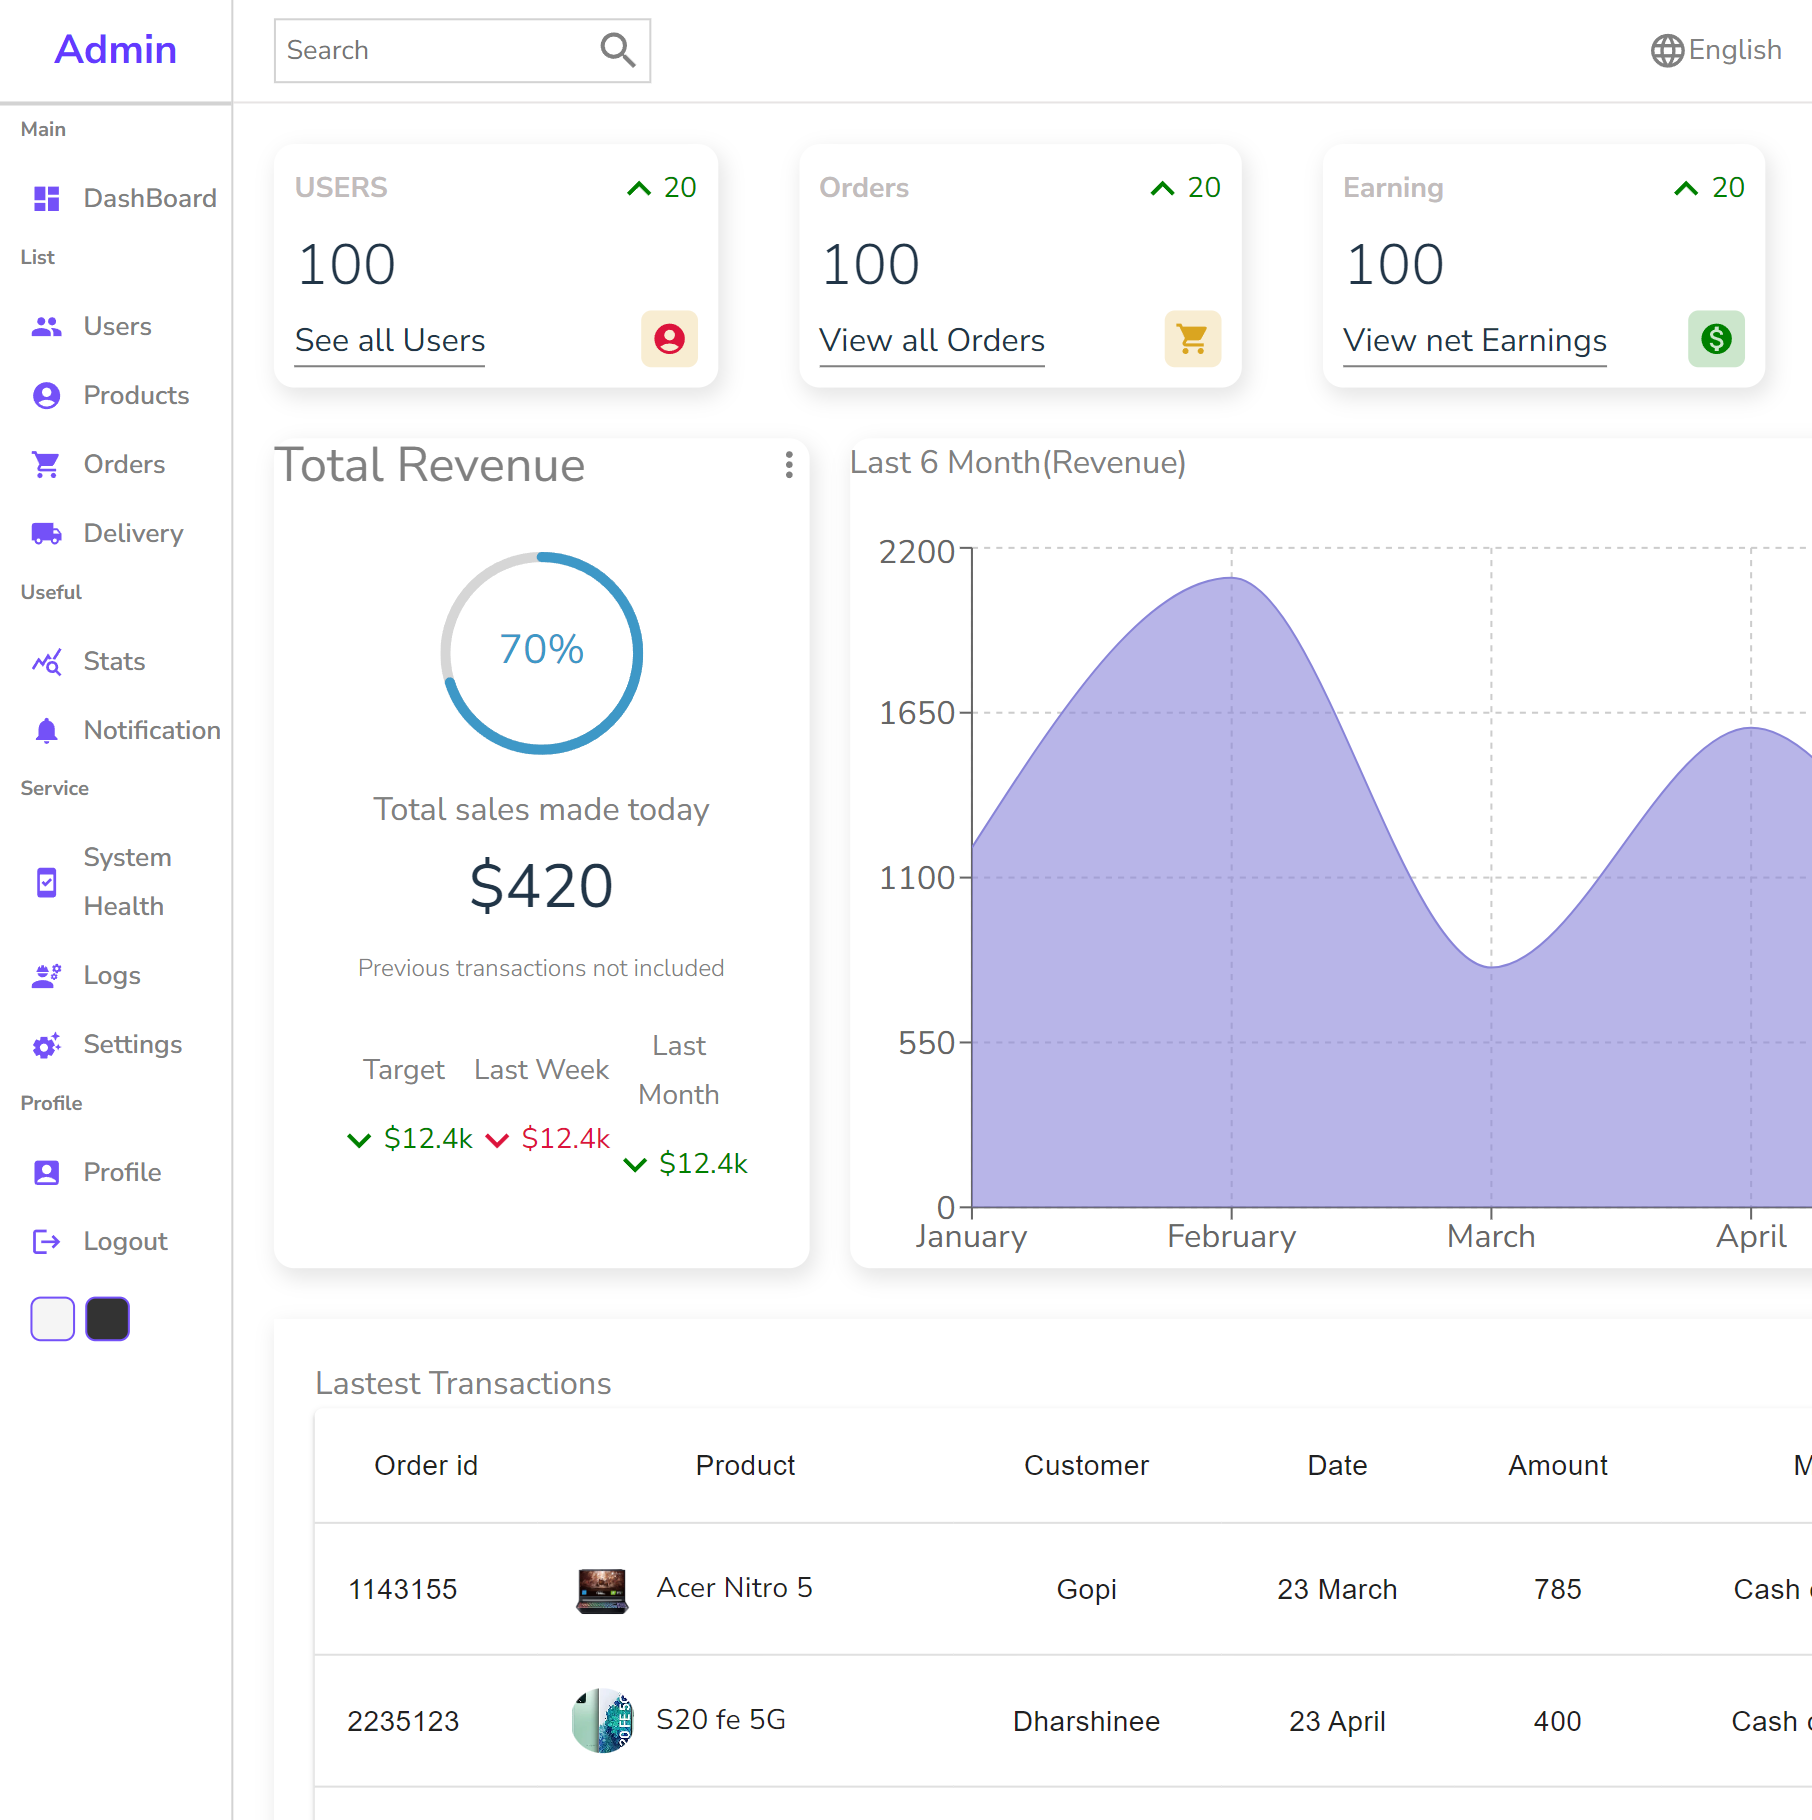 Admin
Search
English
Main
DashBoard
List
Users
Products
Orders
Delivery
Useful
Stats
Notification
Service
System
Health
Logs
Settings
Profile
Profile
Logout
USERS
20
100
See all Users
Orders
20
100
View all Orders
Earning
20
100
View net Earnings
Total Revenue
70%
Total sales made today
$420
Previous transactions not included
Target
$12.4k
Last Week
$12.4k
Last
Month
$12.4k
Last 6 Month(Revenue)
2200
1650
1100
550
0
January February March April
Lastest Transactions
Order id Product Customer Date Amount M
1143155 Acer Nitro 5 Gopi 23 March 785 Cash
2235123 S20 fe 5G Dharshinee 23 April 400 Cash